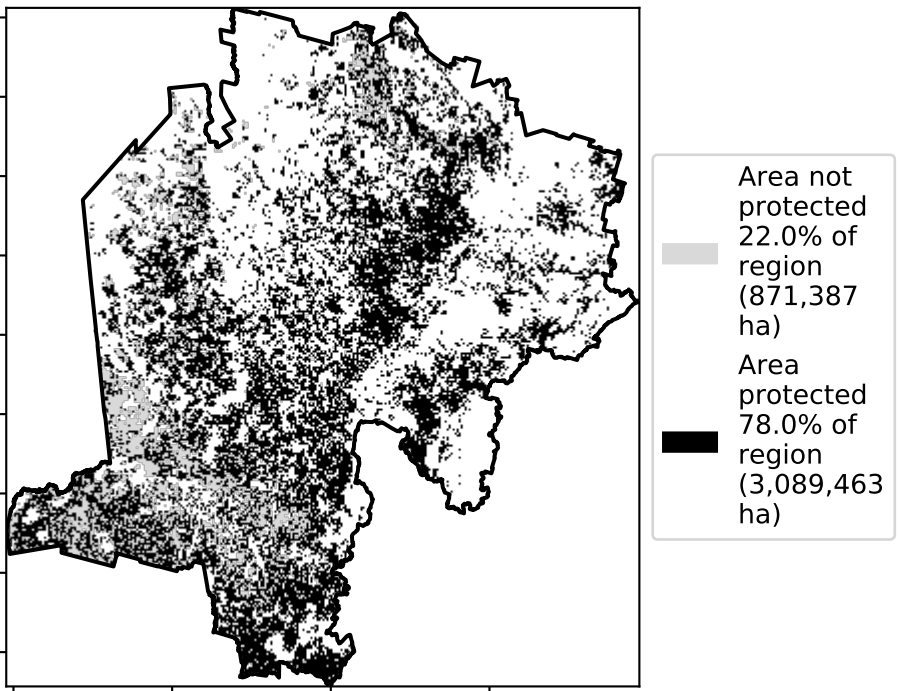 Area not
protected
22.0% of
region
(871,387
ha)
Area
protected
78.0% of
region
(3,089,463
ha)